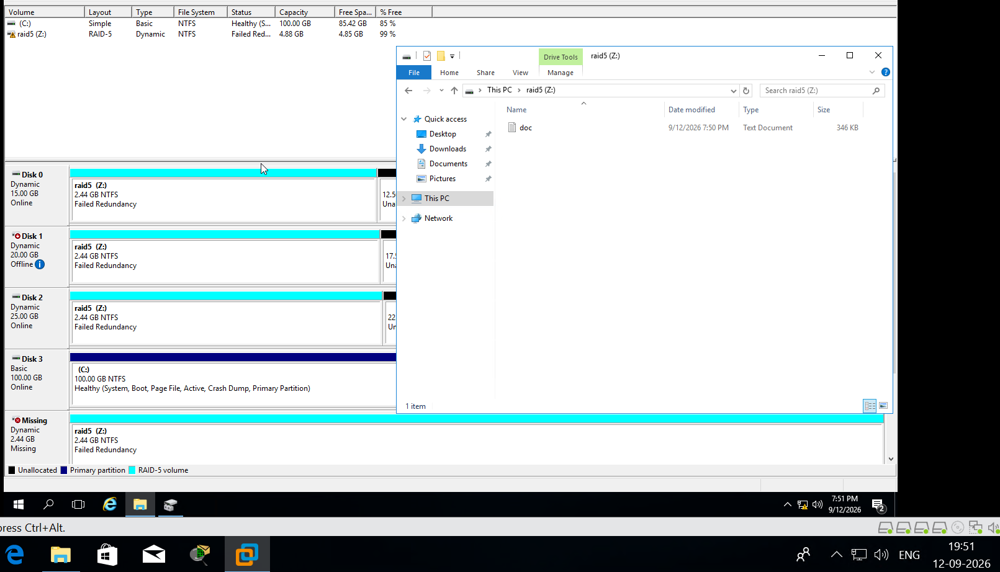 Volume Layout Type File System Status Capacity Free Spa... % Free
(C:) Simple Basic NTFS Healthy (S... 100.00 GB 85.42 GB 85 %
raid5 (Z:) RAID-5 Dynamic NTFS Failed Red... 4.88 GB 4.85 GB 99 %
Drive Tools raid5 (Z:)
File Home Share View Manage
This PC raid5 (Z:) Search raid5 (Z:)
Name Date modified Type Size
Quick access
doc 9/12/2026 7:50 PM Text Document 346 KB
Desktop
Downloads
Documents
Pictures
This PC
Network
1 item
Disk 0
Dynamic
15.00 GB
Online
raid5 (Z:)
2.44 GB NTFS
Failed Redundancy
12.5
Una
Disk 1
Dynamic
20.00 GB
Offline
raid5 (Z:)
2.44 GB NTFS
Failed Redundancy
17.
Una
Disk 2
Dynamic
25.00 GB
Online
raid5 (Z:)
2.44 GB NTFS
Failed Redundancy
22
Un
Disk 3
Basic
100.00 GB
Online
(C:)
100.00 GB NTFS
Healthy (System, Boot, Page File, Active, Crash Dump, Primary Partition)
Missing
Dynamic
2.44 GB
Missing
raid5 (Z:)
2.44 GB NTFS
Failed Redundancy
Unallocated Primary partition RAID-5 volume
7:51 PM
9/12/2026
2
press Ctrl+Alt.
ENG
19:51
12-09-2026